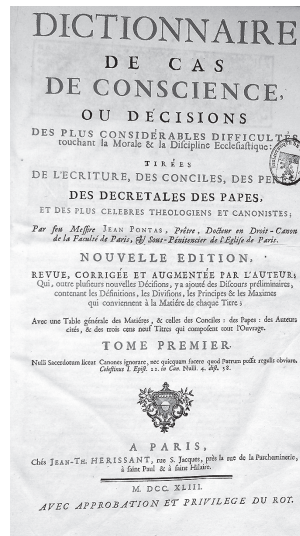 DICTIONNAIRE
DE CAS
DE CONSCIENCE,
OU DÉCISIONS
DES PLUS CONSIDÉRABLES DIFFICULTÉS
touchant la Morale & la Discipline Ecclesiastique:
TIRÉES
DE L'ECRITURE, DES CONCILES, DES PERES,
DES DECRETALES DES PAPES,
ET DES PLUS CELEBRES THEOLOGIENS ET CANONISTES;
Par feu Messire JEAN PONTAS, Prêtre, Docteur en Droit-Canon
de la Faculté de Paris, & Sous-Pénitencier de l'Eglise de Paris.
NOUVELLE EDITION,
REVUE, CORRIGÉE ET AUGMENTÉE PAR L'AUTEUR;
Qui, outre plusieurs nouvelles Décisions, y a ajouté des Discours préliminaires,
contenant les Définitions, les Divisions, les Principes & les Maximes
qui conviennent à la Matiére de chaque Titre;
Avec une Table générale des Matiéres, & celles des Conciles : des Papes : des Auteurs
cités, & des trois cens neuf Titres qui composent tout l'Ouvrage.
TOME PREMIER.
Nulli Sacerdotum liceat Canones ignorare, nec quicquam facere quod Patrum possit regulis obviare.
Celestinus I. Epist. 22. in Can. Nulli. 4. dist. 38.
A PARIS,
Chés JEAN-TH. HERISSANT, rue S. Jacques, près la rue de la Parcheminerie,
à saint Paul & à saint Hilaire.
M. DCC. XLIII.
AVEC APPROBATION ET PRIVILEGE DU ROY.